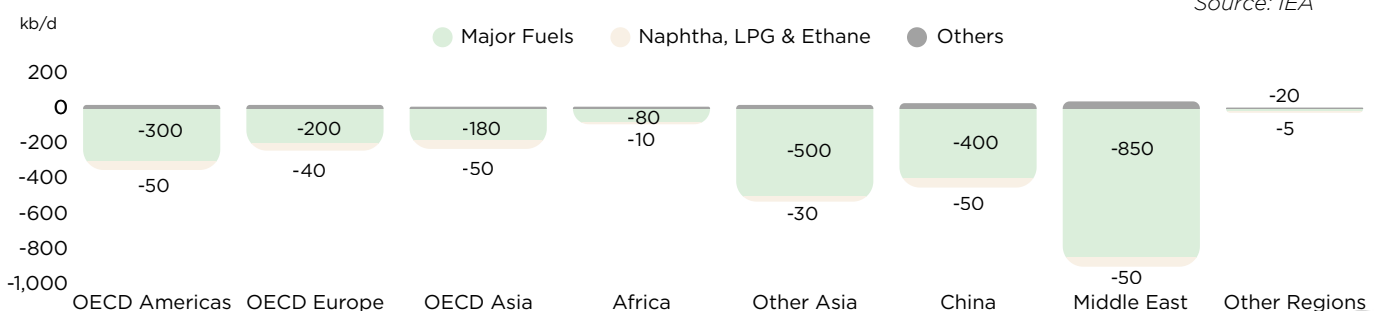 Source: IEA
kb/d
Major Fuels
Naphtha, LPG & Ethane
Others
200
0
-200
-400
-600
-800
-1,000
-300
-50
-200
-40
-180
-50
-80
-10
-500
-30
-400
-50
-850
-50
-20
-5
OECD Americas
OECD Europe
OECD Asia
Africa
Other Asia
China
Middle East
Other Regions